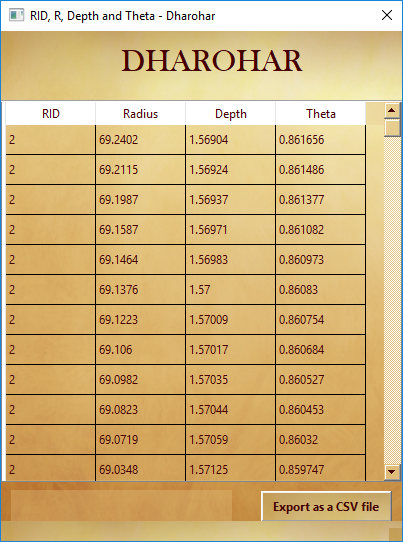 RID, R, Depth and Theta - Dharohar
DHAROHAR
RID Radius Depth Theta
2 69.2402 1.56904 0.861656
2 69.2115 1.56924 0.861486
2 69.1987 1.56937 0.861377
2 69.1587 1.56971 0.861082
2 69.1464 1.56983 0.860973
2 69.1376 1.57 0.86083
2 69.1223 1.57009 0.860754
2 69.106 1.57017 0.860684
2 69.0982 1.57035 0.860527
2 69.0823 1.57044 0.860453
2 69.0719 1.57059 0.86032
2 69.0348 1.57125 0.859747
Export as a CSV file